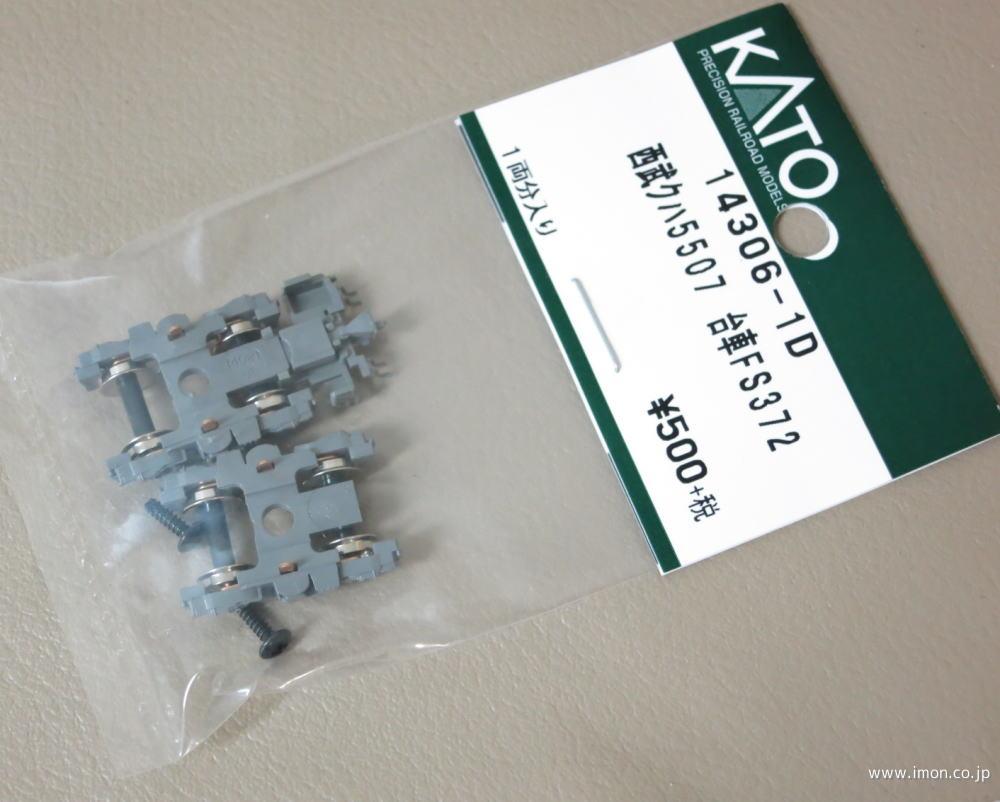 KATO
PRECISION RAILROAD MODELS
14306-1D
西武クハ5507 台車FS372
1両分入り
¥500+税
www.imon.co.jp